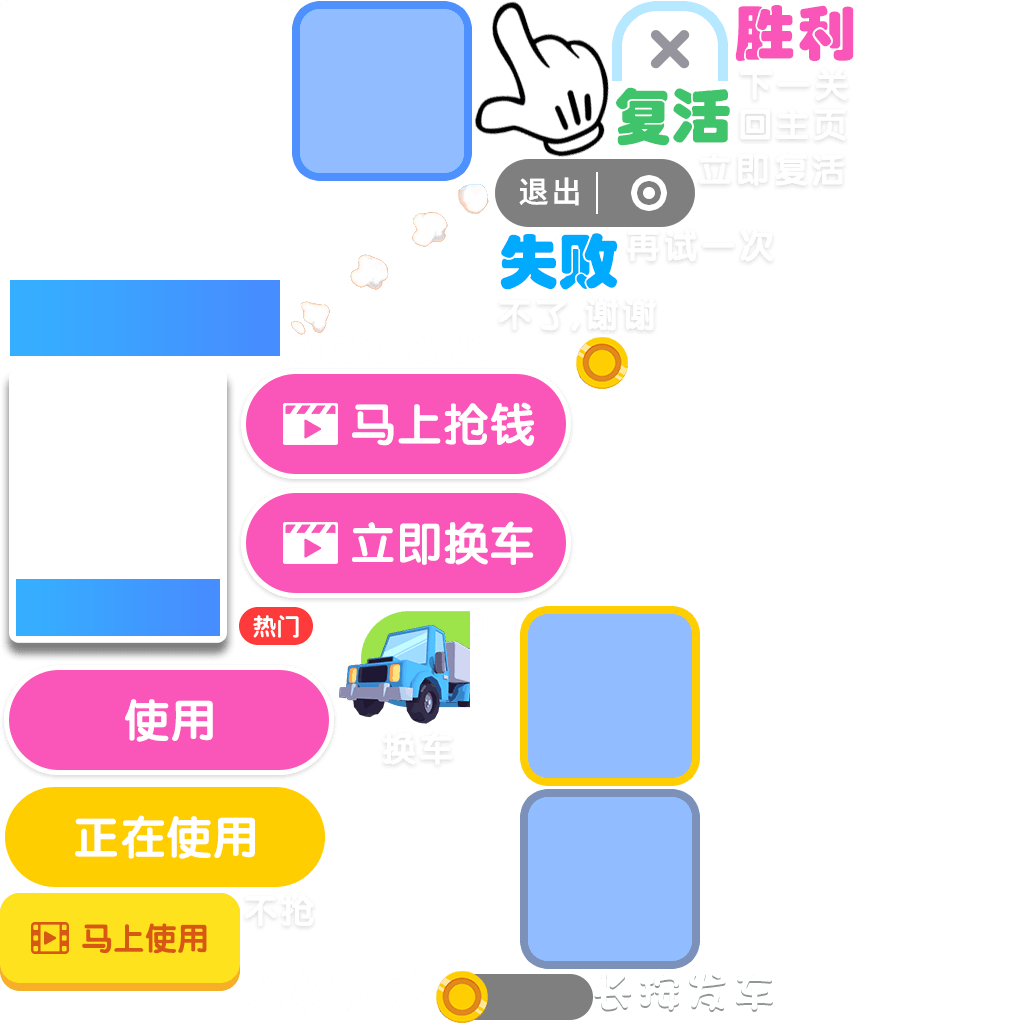 胜利
下一关
复活
回主页
立即复活
退出
失败
再试一次
不了,谢谢
马上抢钱
立即换车
热门
使用
换车
正在使用
不抢
马上使用
长按发车